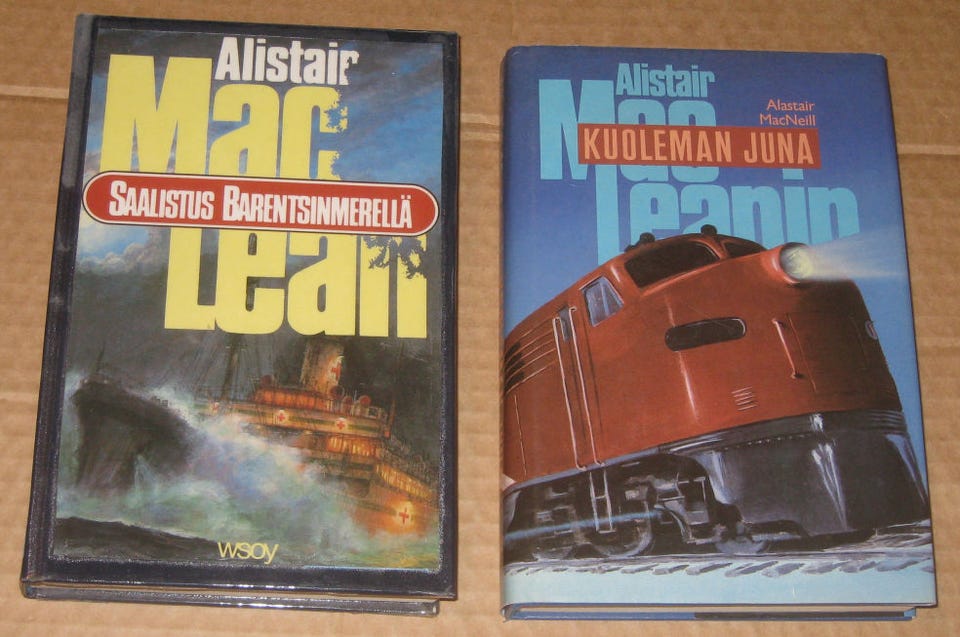 Alistair
Mac
SAALISTUS BARENTSINMERELLÄ
Lean
wsoy
Alistair
Mac
Alastair
MacNeill
KUOLEMAN JUNA
Leanin